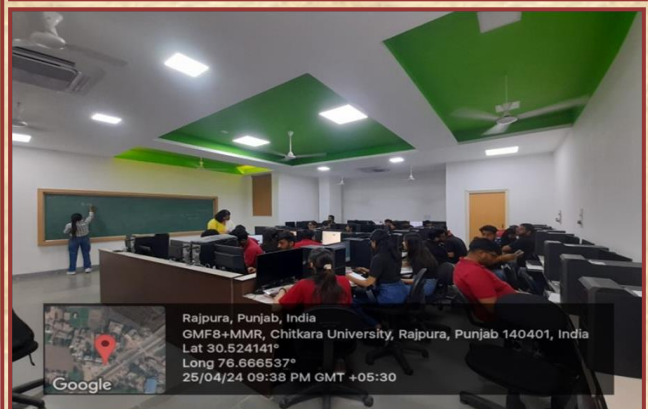 Rajpura, Punjab, India
GMF8+MMR, Chitkara University, Rajpura, Punjab 140401, India
Lat 30.524141°
Long 76.666537°
25/04/24 09:38 PM GMT +05:30
Google